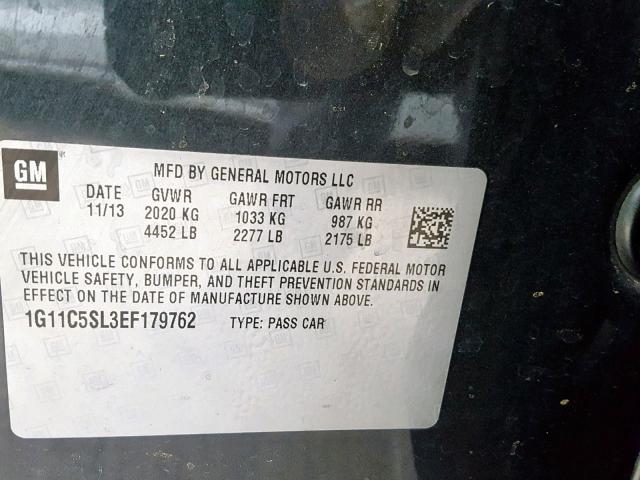 GM
MFD BY GENERAL MOTORS LLC
DATE GVWR GAWR FRT GAWR RR
11/13 2020 KG 1033 KG 987 KG
4452 LB 2277 LB 2175 LB
THIS VEHICLE CONFORMS TO ALL APPLICABLE U.S. FEDERAL MOTOR
VEHICLE SAFETY, BUMPER, AND THEFT PREVENTION STANDARDS IN
EFFECT ON THE DATE OF MANUFACTURE SHOWN ABOVE.
1G11C5SL3EF179762 TYPE: PASS CAR